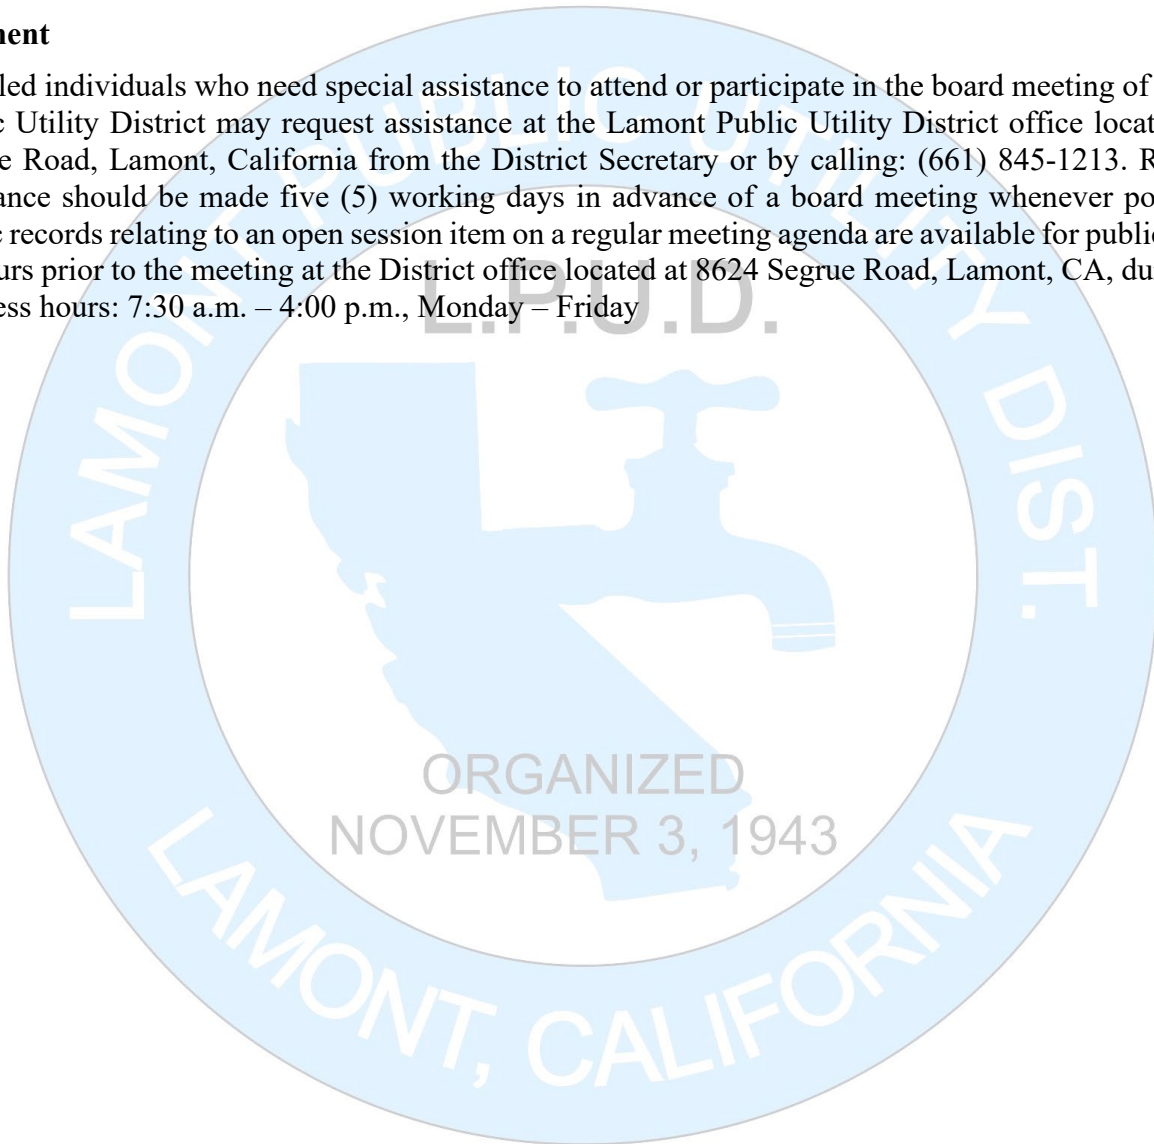 nent
led individuals who need special assistance to attend or participate in the board meeting of
c Utility District may request assistance at the Lamont Public Utility District office locat
e Road, Lamont, California from the District Secretary or by calling: (661) 845-1213. R
ance should be made five (5) working days in advance of a board meeting whenever po
c records relating to an open session item on a regular meeting agenda are available for public
urs prior to the meeting at the District office located at 8624 Segrue Road, Lamont, CA, du
ess hours: 7:30 a.m. – 4:00 p.m., Monday – Friday
LAMONT PUBLIC UTILITY DIST.
L.P.U.D.
ORGANIZED
NOVEMBER 3, 1943
LAMONT, CALIFORNIA